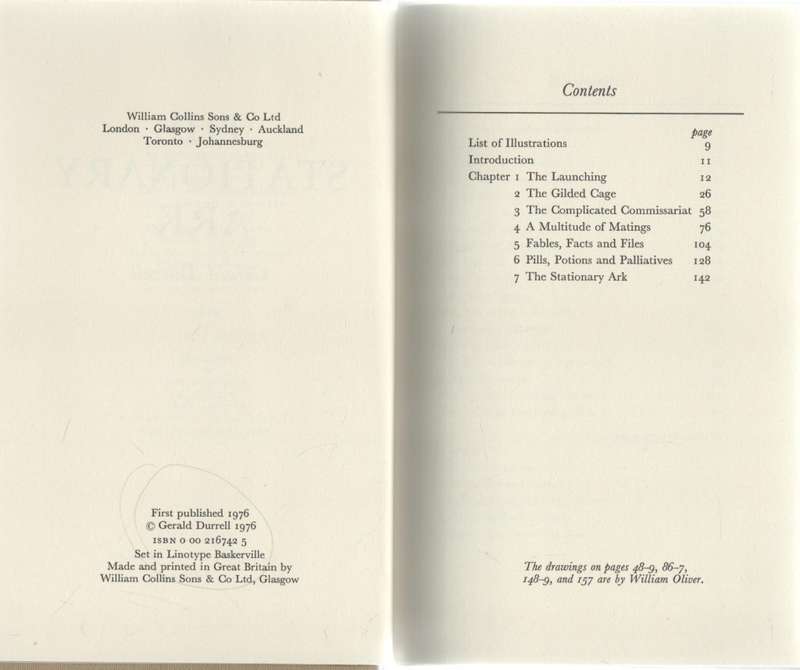 William Collins Sons & Co Ltd
London · Glasgow · Sydney · Auckland
Toronto · Johannesburg
STATIONARY
ARK
First published 1976
© Gerald Durrell 1976
ISBN 0 00 216742 5
Set in Linotype Baskerville
Made and printed in Great Britain by
William Collins Sons & Co Ltd, Glasgow
Contents
page
List of Illustrations 9
Introduction 11
Chapter 1 The Launching 12
2 The Gilded Cage 26
3 The Complicated Commissariat 58
4 A Multitude of Matings 76
5 Fables, Facts and Files 104
6 Pills, Potions and Palliatives 128
7 The Stationary Ark 142
The drawings on pages 48-9, 86-7,
148-9, and 157 are by William Oliver.